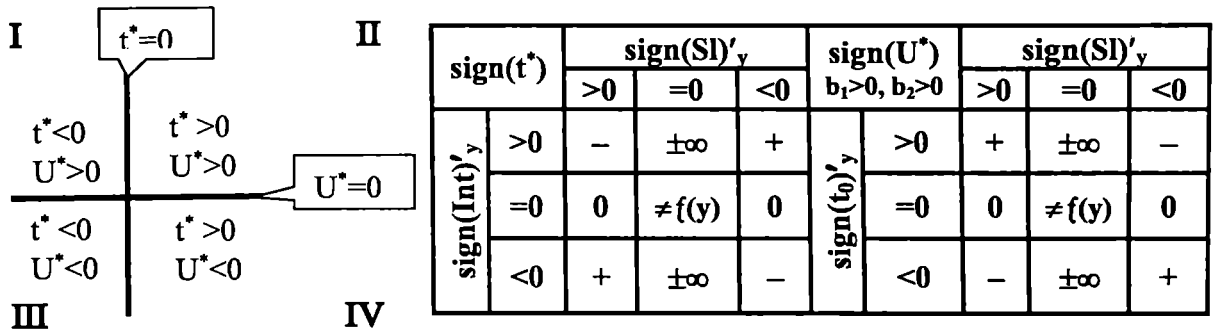 I
t*=0
II
t*<0
U*>0
t*>0
U*>0
U*=0
t*<0
U*<0
t*>0
U*<0
III
IV
sign(t*) sign(Sl)′y sign(U*) b₁>0, b₂>0 sign(Sl)′y
>0 =0 <0 >0 =0 <0
sign(Int)′y >0 − ±∞ + sign(t₀)′y >0 + ±∞ −
=0 0 ≠f(y) 0 =0 0 ≠f(y) 0
<0 + ±∞ − <0 − ±∞ +